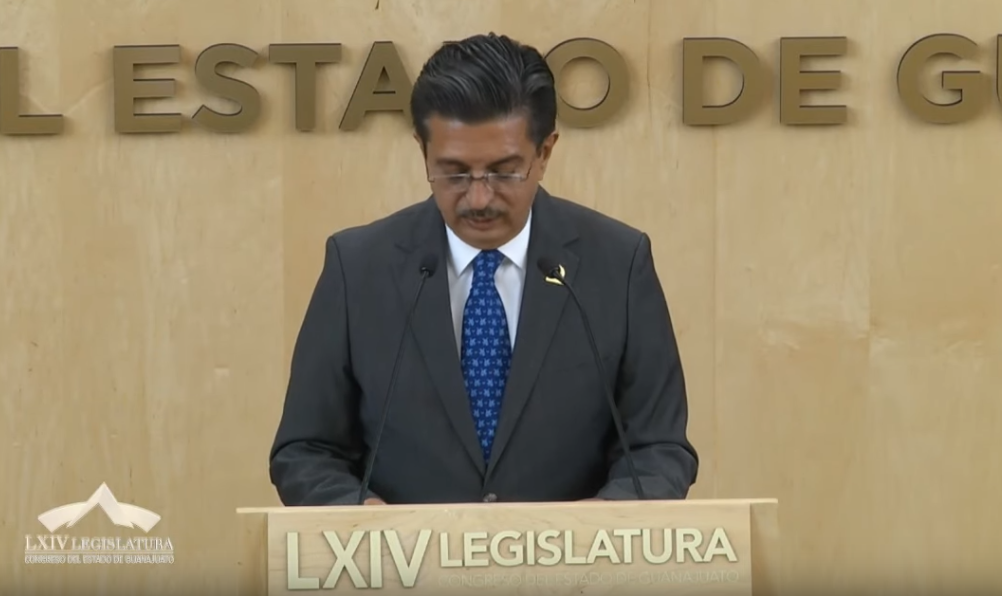 L ESTADO DE GU
LXIV LEGISLATURA
CONGRESO DEL ESTADO DE GUANAJUATO
LXIV LEGISLATURA
CONGRESO DEL ESTADO DE GUANAJUATO